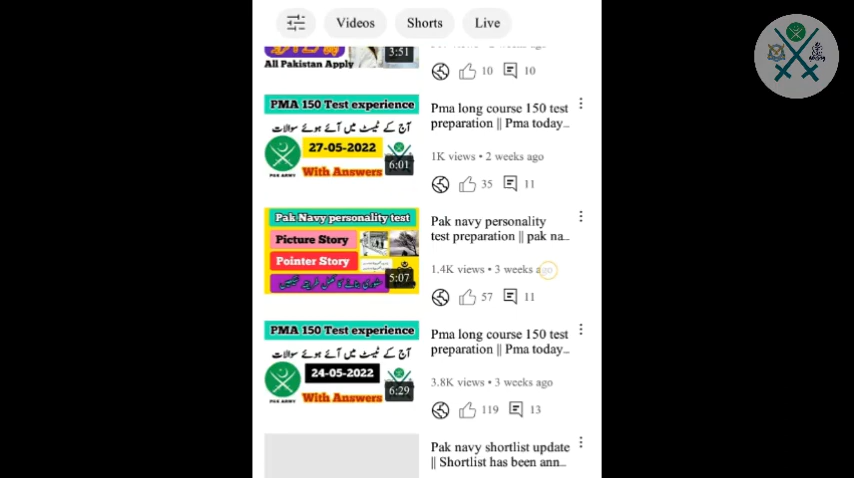 Videos
Shorts
Live
3:51
All Pakistan Apply
10
10
PMA 150 Test experience
آج کے ٹیسٹ میں آئے ہوئے سوالات
27-05-2022
6:01
PAK ARMY
With Answers
Pma long course 150 test
preparation || Pma today...
1K views • 2 weeks ago
35
11
Pak Navy personality test
Picture Story
Pointer Story
5:07
Pak navy personality
test preparation || pak na...
1.4K views • 3 weeks ago
57
11
PMA 150 Test experience
آج کے ٹیسٹ میں آئے ہوئے سوالات
24-05-2022
6:29
PAK ARMY
With Answers
Pma long course 150 test
preparation || Pma today...
3.8K views • 3 weeks ago
119
13
Pak navy shortlist update
|| Shortlist has been ann...